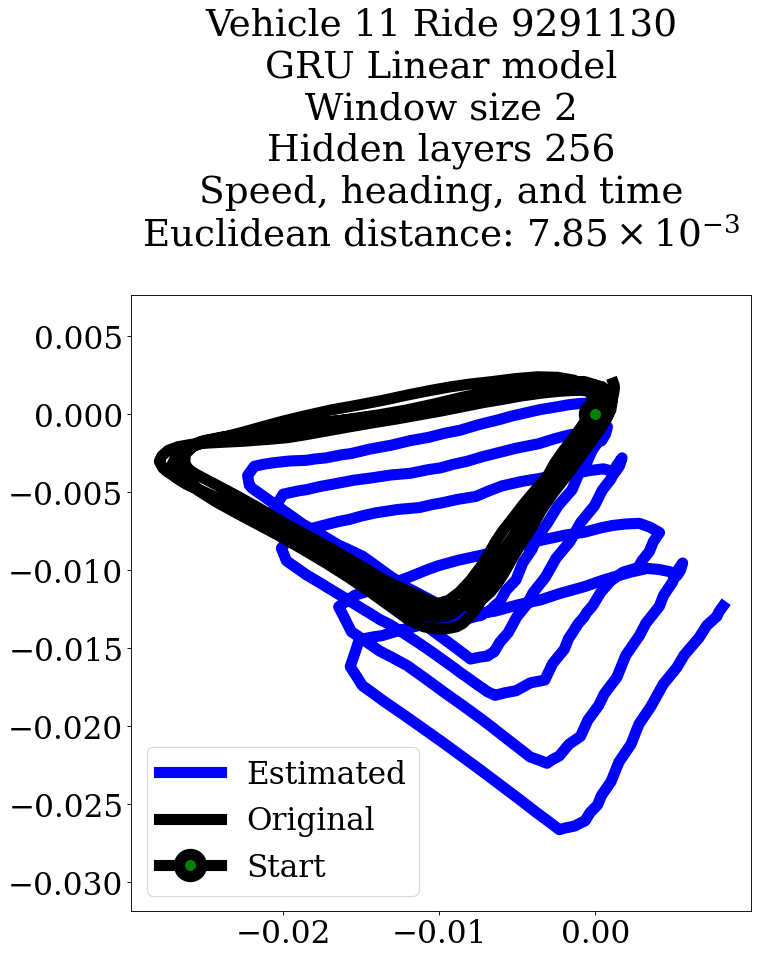 Vehicle 11 Ride 9291130
GRU Linear model
Window size 2
Hidden layers 256
Speed, heading, and time
Euclidean distance: 7.85 × 10⁻³
0.005
0.000
−0.005
−0.010
−0.015
−0.020
−0.025
−0.030
Estimated
Original
Start
−0.02
−0.01
0.00